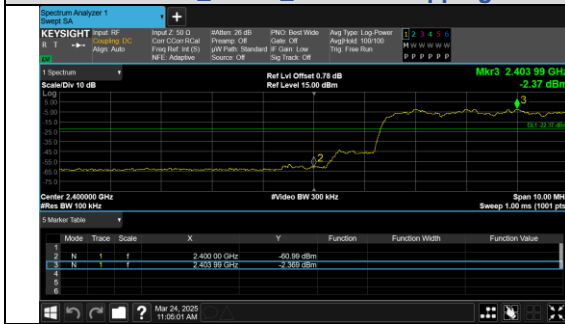 Spectrum Analyzer 1
Swept SA
+
KEYSIGHT
R T
Input: RF
Coupling: DC
Align: Auto
Input Z: 50 Ω
Corr CCorr RCal
Freq Ref: Int (S)
NFE: Adaptive
#Atten: 26 dB
Preamp: Off
µW Path: Standard
Source: Off
PNO: Best Wide
Gate: Off
IF Gain: Low
Sig Track: Off
Avg Type: Log-Power
Avg|Hold: 100/100
Trig: Free Run
1 2 3 4 5 6
M W W W W W
P P P P P P
1 Spectrum
Scale/Div 10 dB
Ref Lvl Offset 0.78 dB
Ref Level 15.00 dBm
Mkr3 2.403 99 GHz
-2.37 dBm
Log
5.00
-5.00
-15.0
-25.0
-35.0
-45.0
-55.0
-65.0
-75.0
3
DL1 -22.37 dBm
2
Center 2.400000 GHz
#Res BW 100 kHz
#Video BW 300 kHz
Span 10.00 MHz
Sweep 1.00 ms (1001 pts)
5 Marker Table
Mode Trace Scale X Y Function Function Width Function Value
1
2 N 1 f 2.400 00 GHz -60.99 dBm
3 N 1 f 2.403 99 GHz -2.369 dBm
4
5
6
?
Mar 24, 2025
11:05:01 AM